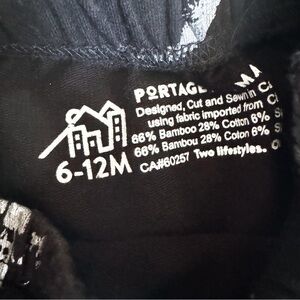 PORTAGE
Designed, Cut and Sewn in
using fabric imported from
66% Bamboo 28% Cotton 6%
66% Bambou 28% Coton 6%
6-12M
CA#60257 Two lifestyles.